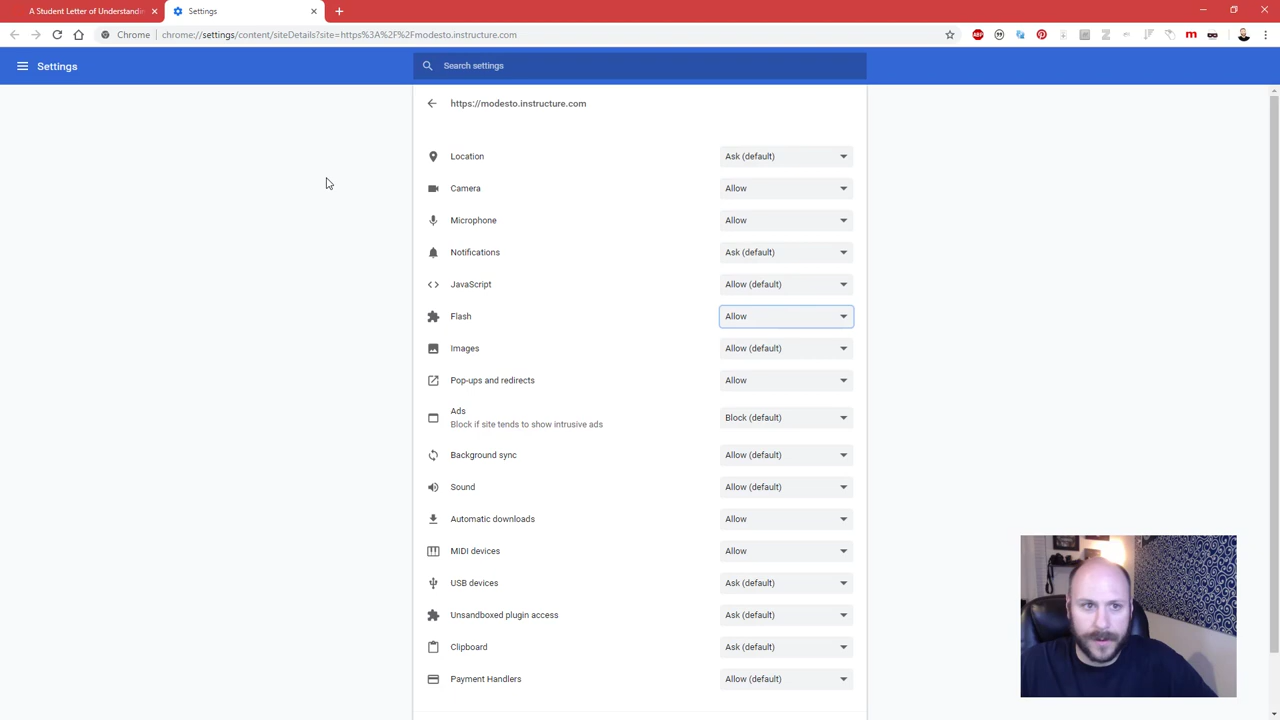 A Student Letter of Understandin
Settings
Chrome
chrome://settings/content/siteDetails?site=https%3A%2F%2Fmodesto.instructure.com
ABP
Settings
Search settings
https://modesto.instructure.com
Location
Ask (default)
Camera
Allow
Microphone
Allow
Notifications
Ask (default)
JavaScript
Allow (default)
Flash
Allow
Images
Allow (default)
Pop-ups and redirects
Allow
Ads
Block if site tends to show intrusive ads
Block (default)
Background sync
Allow (default)
Sound
Allow (default)
Automatic downloads
Allow
MIDI devices
Allow
USB devices
Ask (default)
Unsandboxed plugin access
Ask (default)
Clipboard
Ask (default)
Payment Handlers
Allow (default)